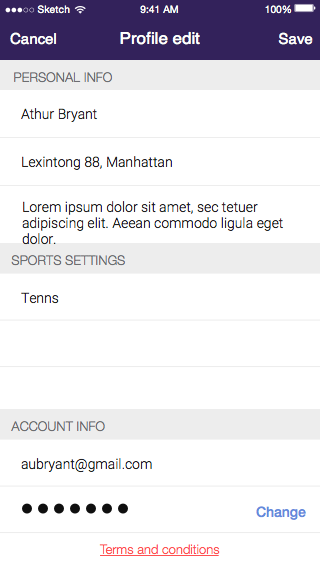 Sketch 9:41 AM 100%
Cancel Profile edit Save
PERSONAL INFO
Athur Bryant
Lexintong 88, Manhattan
Lorem ipsum dolor sit amet, sec tetuer
adipiscing elit. Aeean commodo ligula eget
dolor.
SPORTS SETTINGS
Tenns
ACCOUNT INFO
aubryant@gmail.com
Change
Terms and conditions